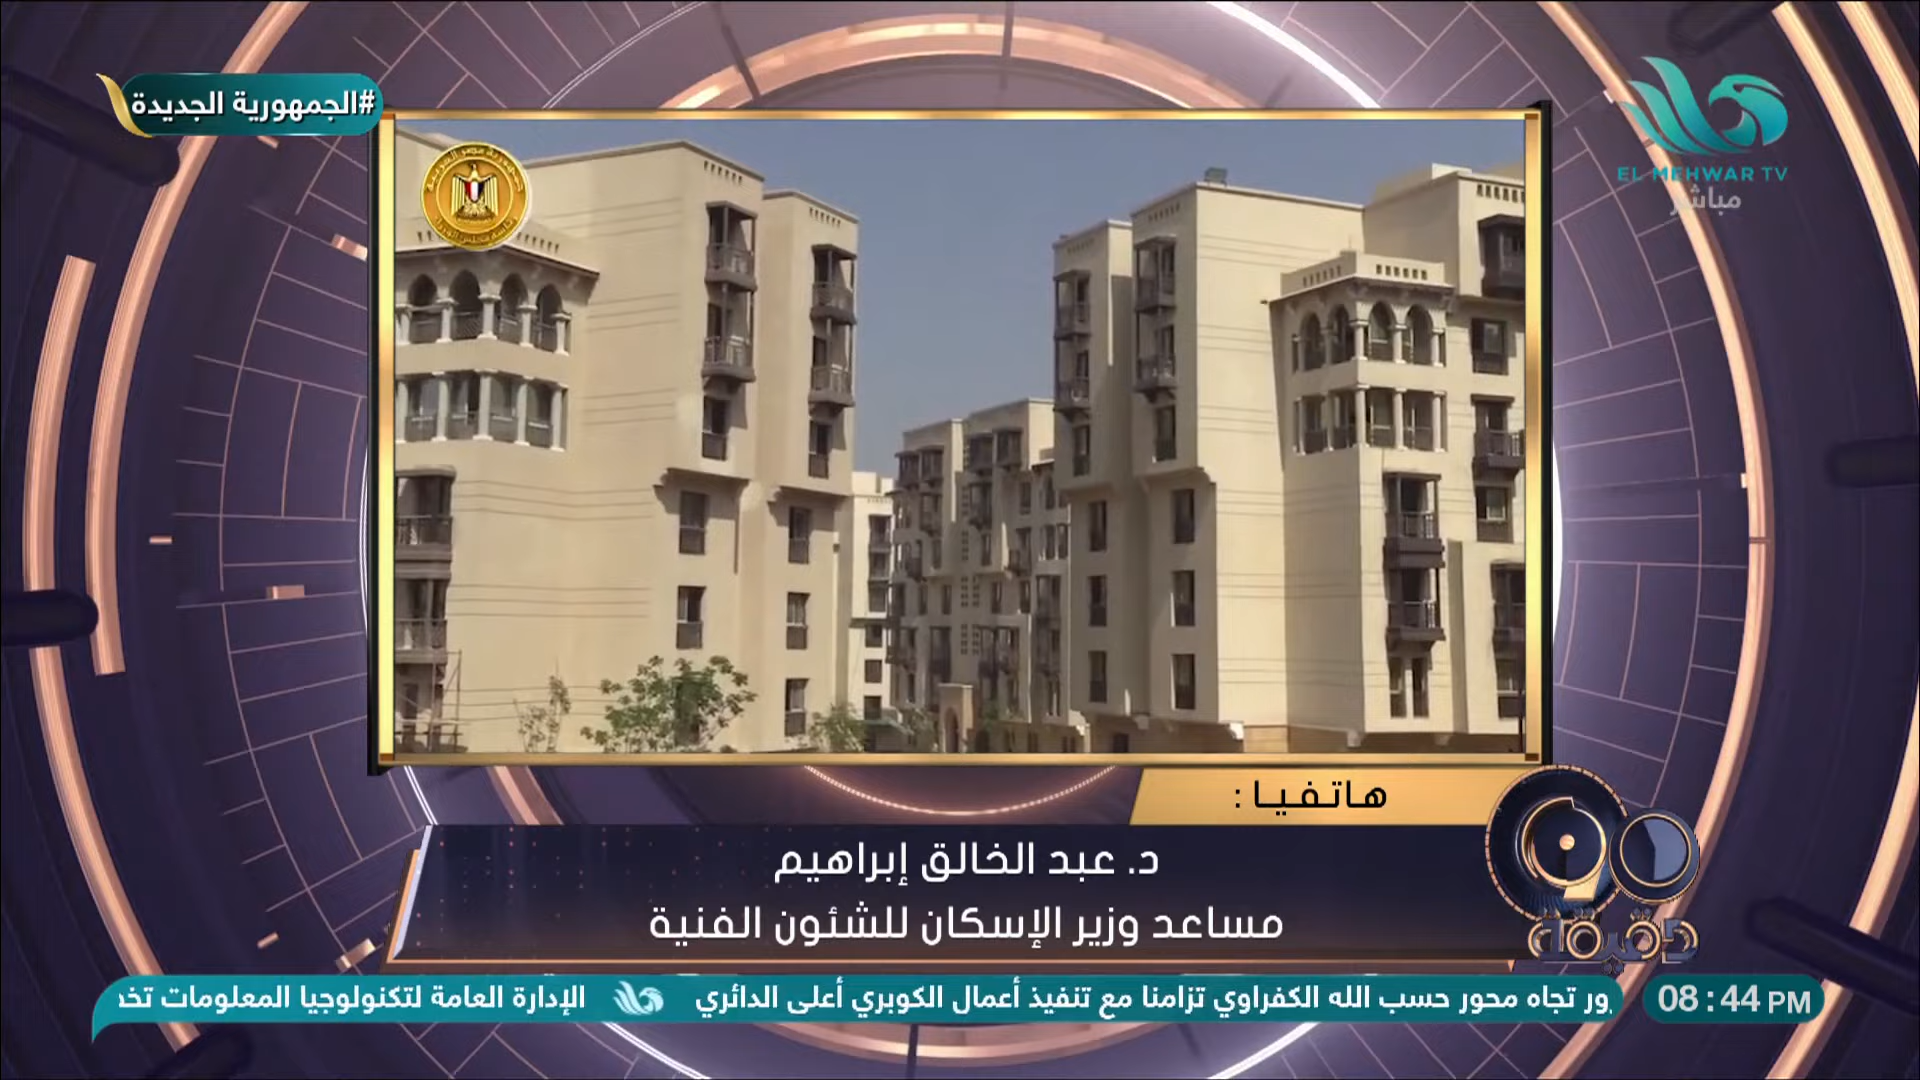 #الجمهورية الجديدة
EL MEHWAR TV
مباشر
هاتفيا :
د. عبد الخالق إبراهيم
مساعد وزير الإسكان للشئون الفنية
90
دقيقة
ور تجاه محور حسب الله الكفراوي تزامنا مع تنفيذ أعمال الكوبري أعلى الدائري
الإدارة العامة لتكنولوجيا المعلومات
08:44 PM